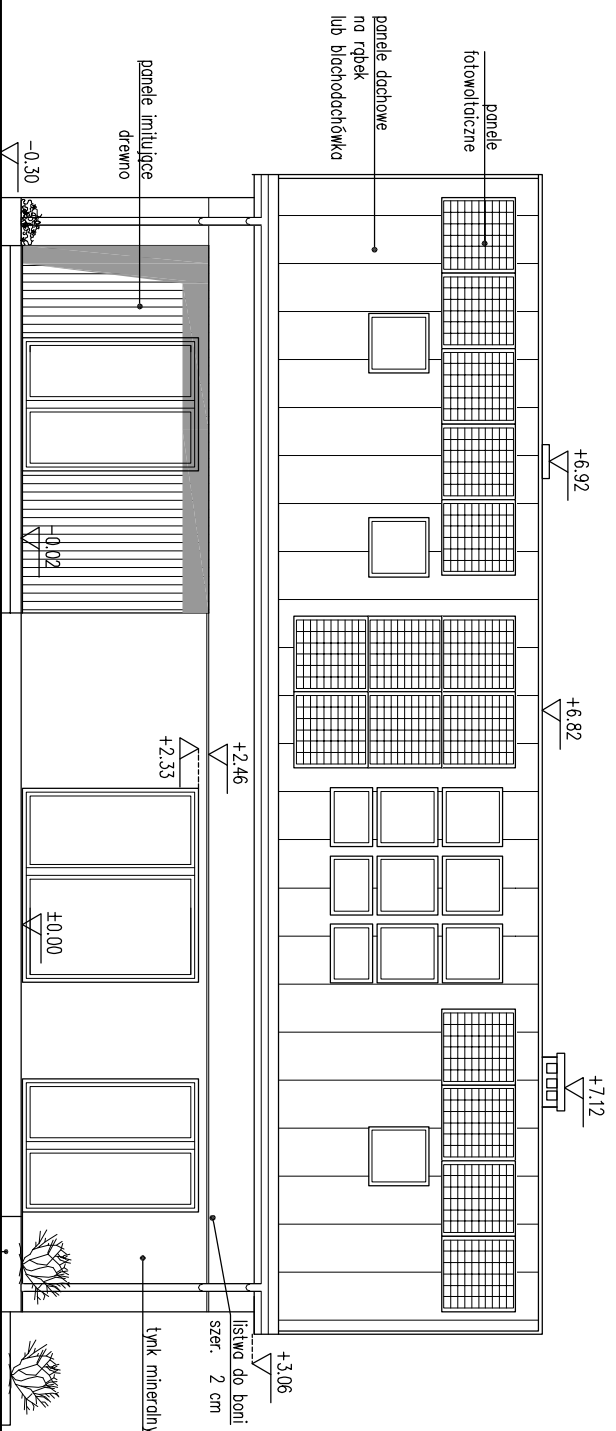 +7.12
+6.92
+6.82
panele
fotowoltaiczne
panele dachowe
na rąbek
lub blachodachówka
+3.06
panele imitujące
drewno
+2.46
+2.33
listwa do boni
szer. 2 cm
tynk mineralny
-0.30
-0.02
±0.00